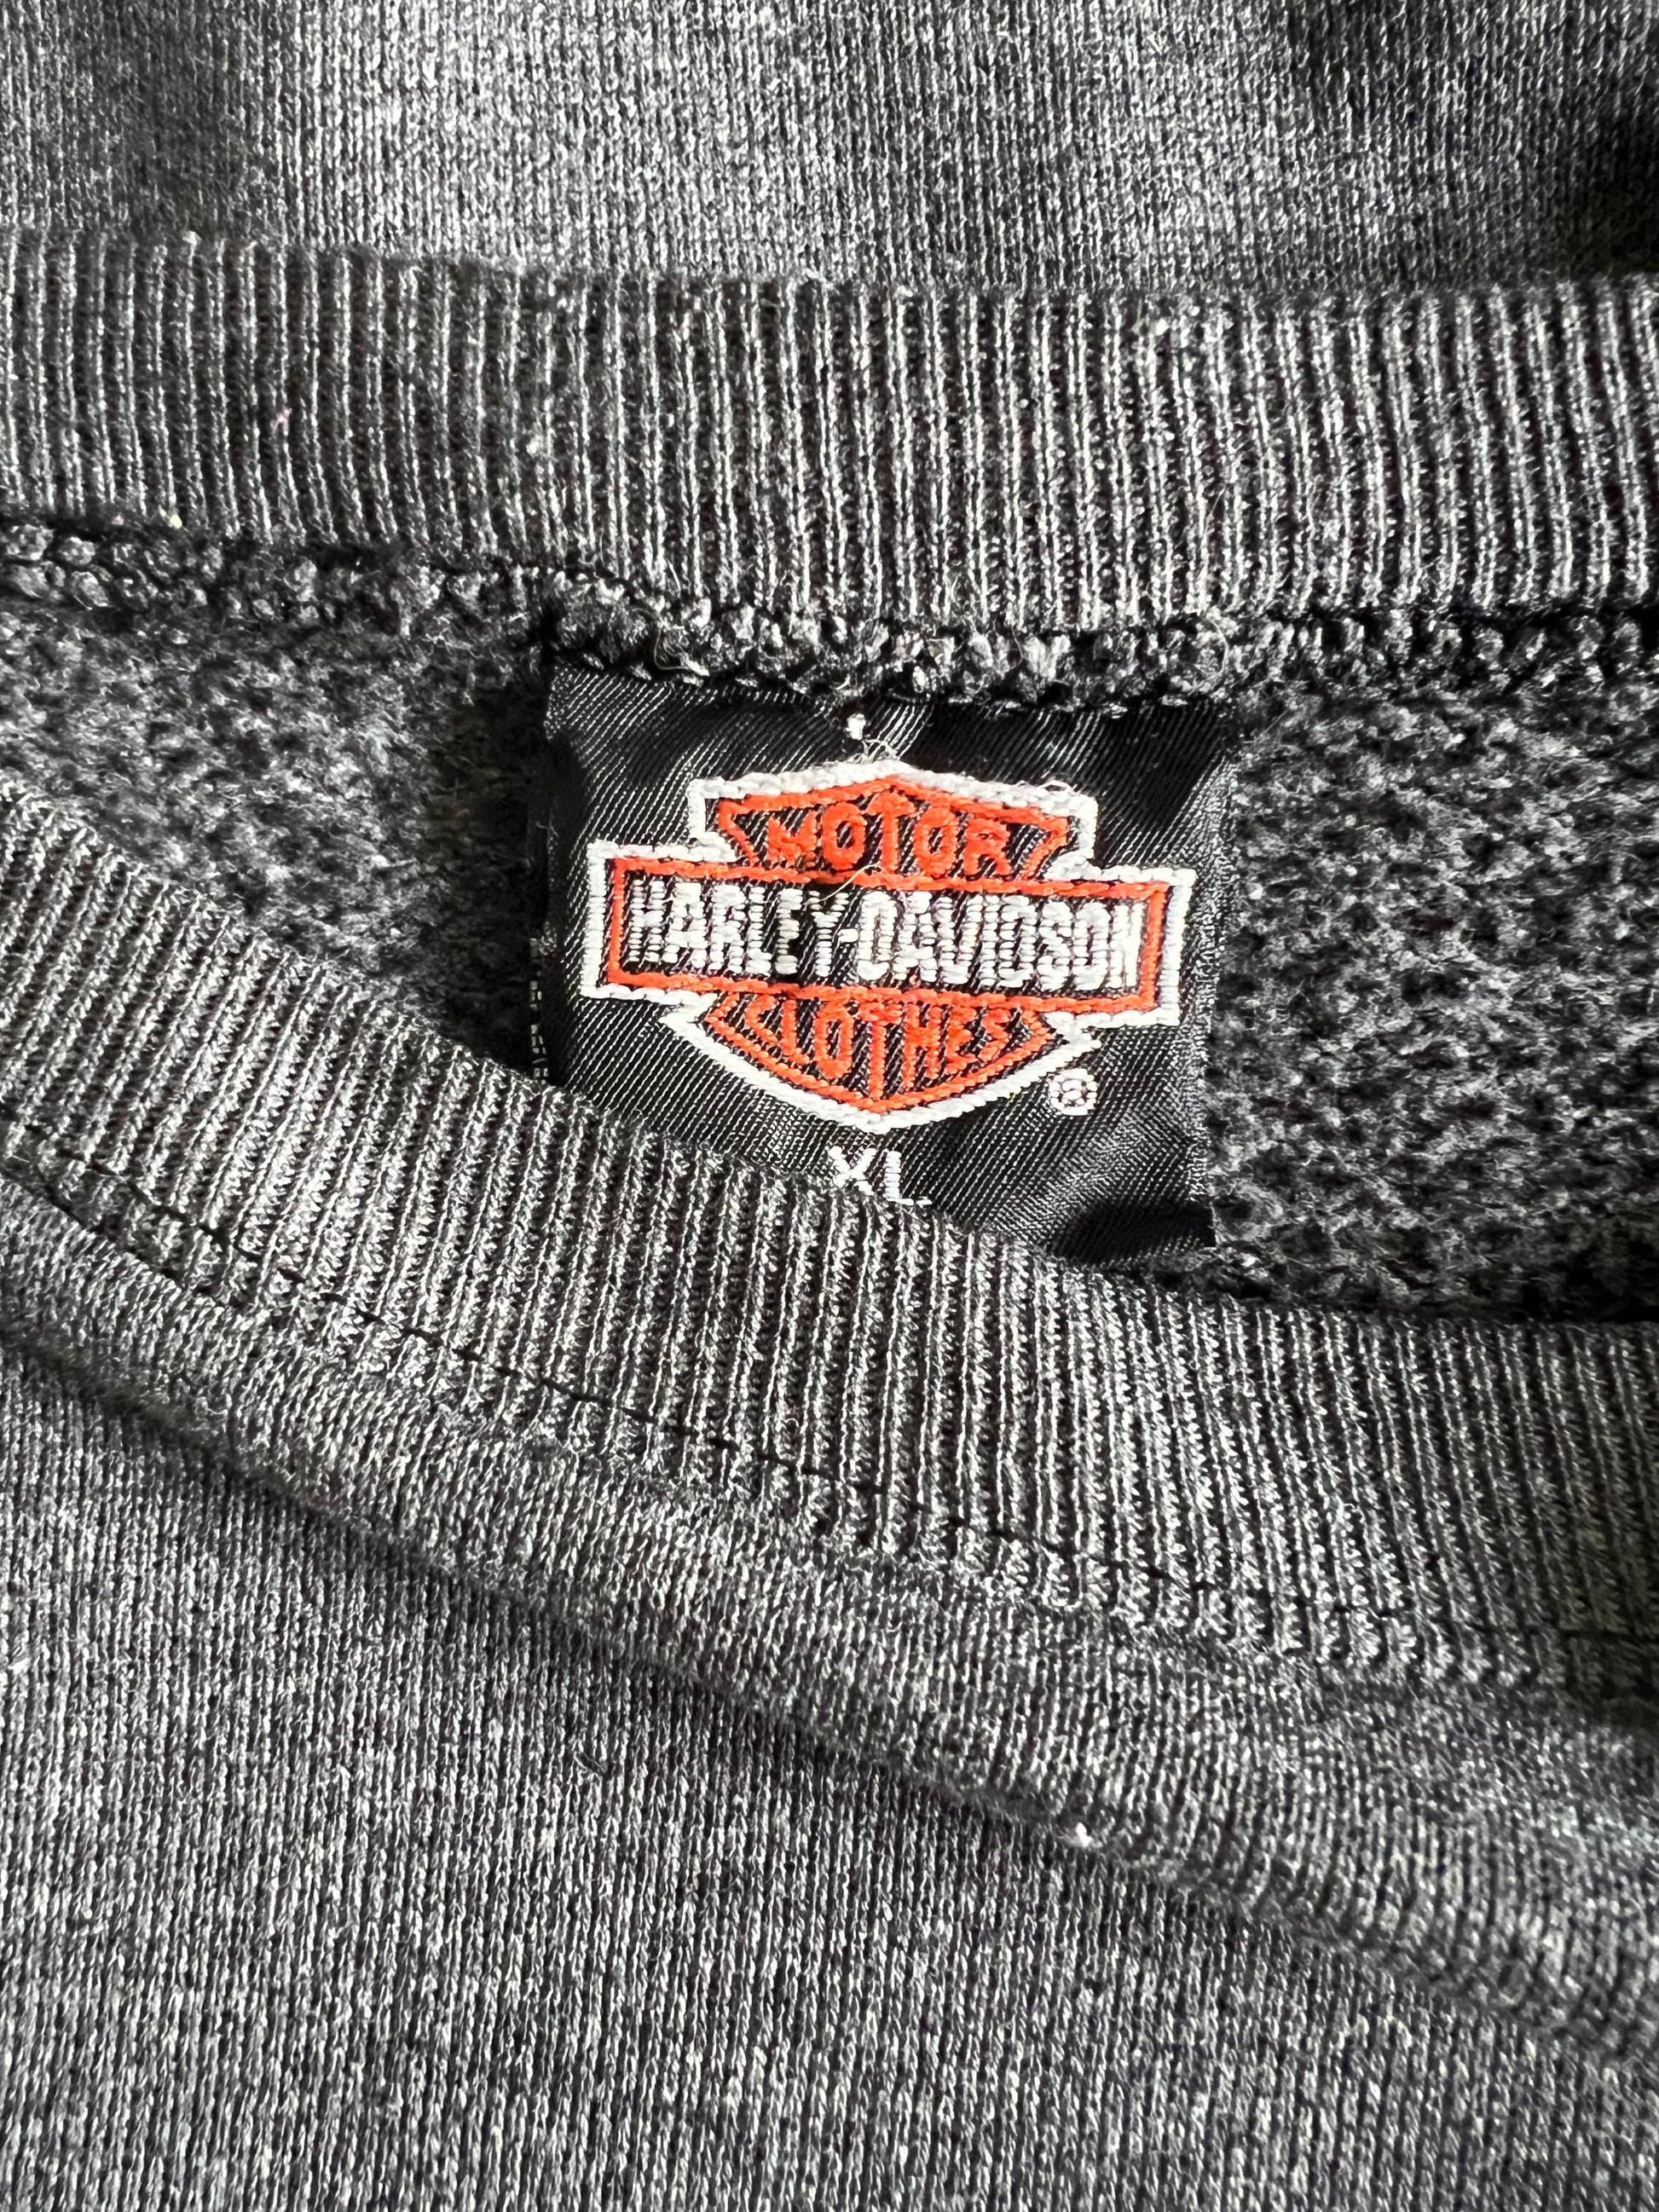 MOTOR
HARLEY-DAVIDSON
CLOTHES
®
XL